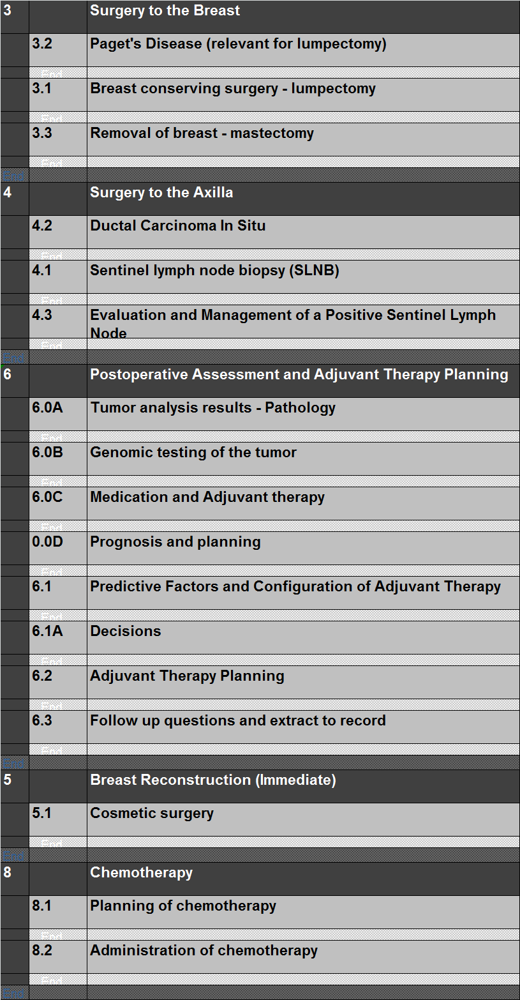 3 Surgery to the Breast
3.2 Paget's Disease (relevant for lumpectomy)
End
3.1 Breast conserving surgery - lumpectomy
End
3.3 Removal of breast - mastectomy
End
End
4 Surgery to the Axilla
4.2 Ductal Carcinoma In Situ
End
4.1 Sentinel lymph node biopsy (SLNB)
End
4.3 Evaluation and Management of a Positive Sentinel Lymph
Node
End
End
6 Postoperative Assessment and Adjuvant Therapy Planning
6.0A Tumor analysis results - Pathology
End
6.0B Genomic testing of the tumor
End
6.0C Medication and Adjuvant therapy
End
0.0D Prognosis and planning
End
6.1 Predictive Factors and Configuration of Adjuvant Therapy
End
6.1A Decisions
End
6.2 Adjuvant Therapy Planning
End
6.3 Follow up questions and extract to record
End
End
5 Breast Reconstruction (Immediate)
5.1 Cosmetic surgery
End
End
8 Chemotherapy
8.1 Planning of chemotherapy
End
8.2 Administration of chemotherapy
End
End